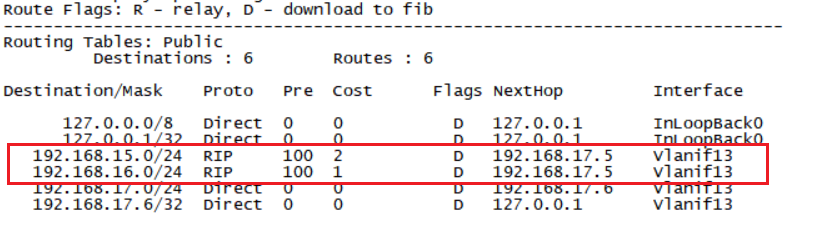 Route Flags: R - relay, D - download to fib
------------------------------------------------------------------------------
Routing Tables: Public
         Destinations : 6        Routes : 6
Destination/Mask    Proto   Pre  Cost      Flags NextHop         Interface
      127.0.0.0/8   Direct  0    0           D   127.0.0.1       InLoopBack0
      127.0.0.1/32  Direct  0    0           D   127.0.0.1       InLoopBack0
   192.168.15.0/24  RIP     100  2           D   192.168.17.5    Vlanif13
   192.168.16.0/24  RIP     100  1           D   192.168.17.5    Vlanif13
   192.168.17.0/24  Direct  0    0           D   192.168.17.6    Vlanif13
   192.168.17.6/32  Direct  0    0           D   127.0.0.1       Vlanif13